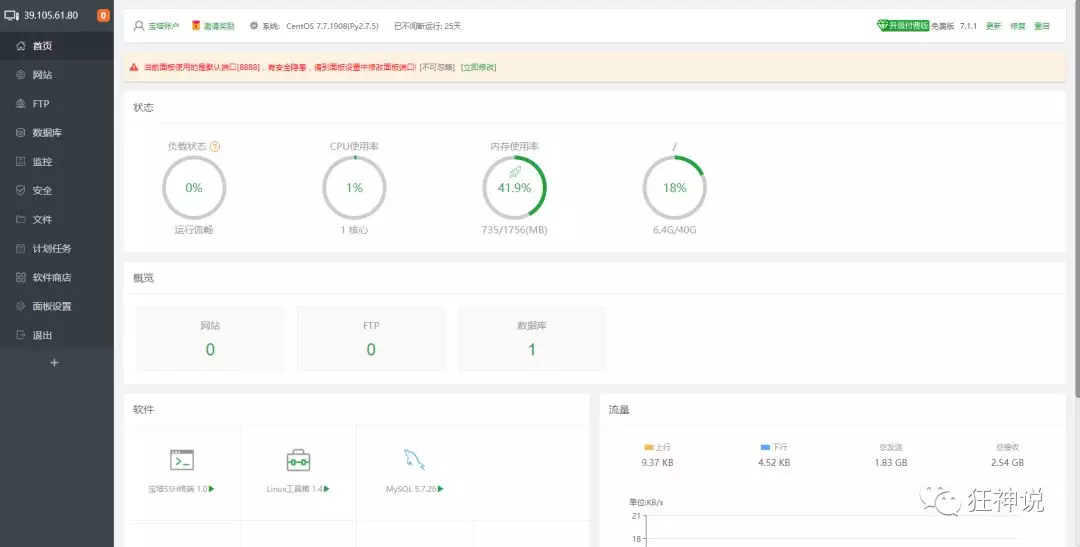 39.105.61.80 0
首页
网站
FTP
数据库
监控
安全
文件
计划任务
软件商店
面板设置
退出
+
宝塔账户 邀请奖励 系统: CentOS 7.7.1908(Py2.7.5) 已不间断运行: 25天 升级付费版 免费版 7.1.1 更新 修复 重启
当前面板使用的是默认端口[8888]，有安全隐患，请到面板设置中修改面板端口! [不可忽略] [立即修改]
状态
负载状态 ? CPU使用率 内存使用率 /
0% 1% 41.9% 18%
运行流畅 1 核心 735/1756(MB) 6.4G/40G
概览
网站 FTP 数据库
0 0 1
软件
宝塔SSH终端 1.0 Linux工具箱 1.4 MySQL 5.7.26
流量
上行 下行 总发送 总接收
9.37 KB 4.52 KB 1.83 GB 2.54 GB
单位:KB/s
21
18
狂神说